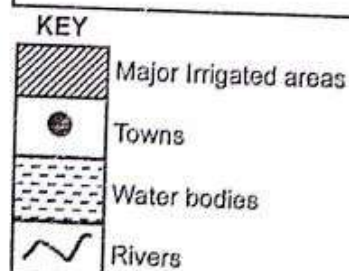 KEY
Major Irrigated areas
Towns
Water bodies
Rivers